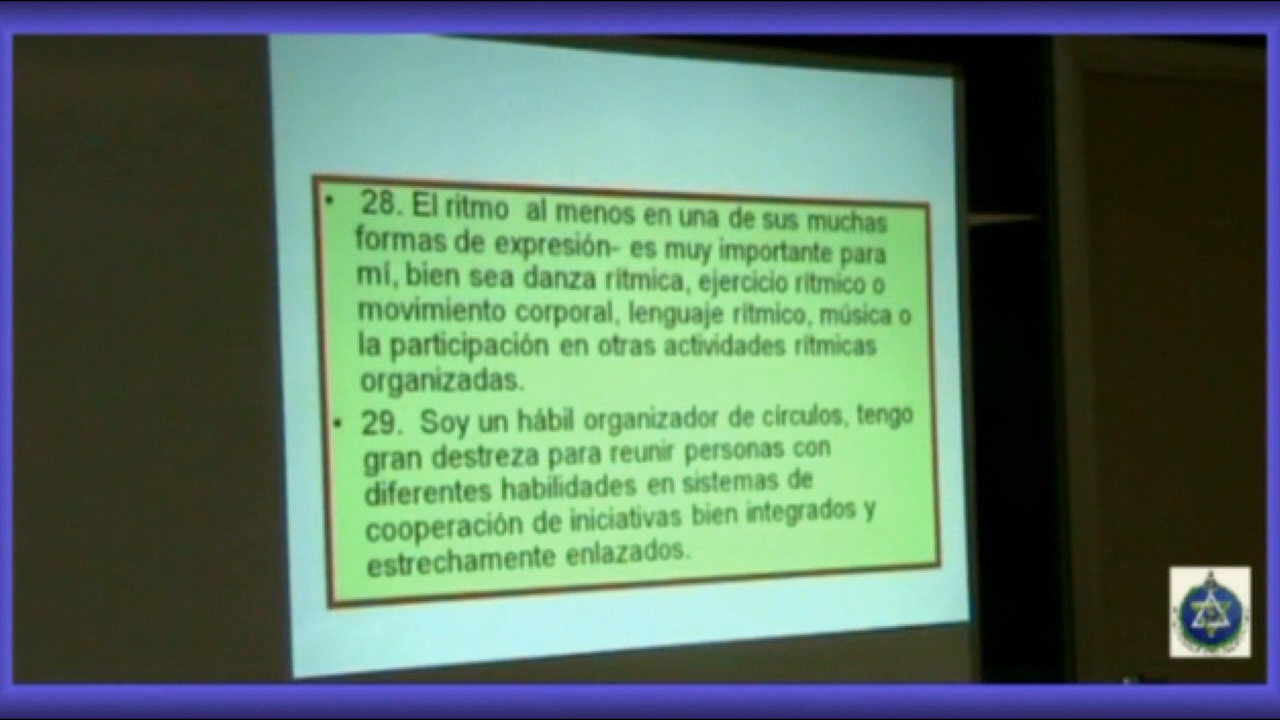 • 28. El ritmo al menos en una de sus muchas
formas de expresión- es muy importante para
mí, bien sea danza rítmica, ejercicio rítmico o
movimiento corporal, lenguaje rítmico, música o
la participación en otras actividades rítmicas
organizadas.
• 29. Soy un hábil organizador de círculos, tengo
gran destreza para reunir personas con
diferentes habilidades en sistemas de
cooperación de iniciativas bien integrados y
estrechamente enlazados.